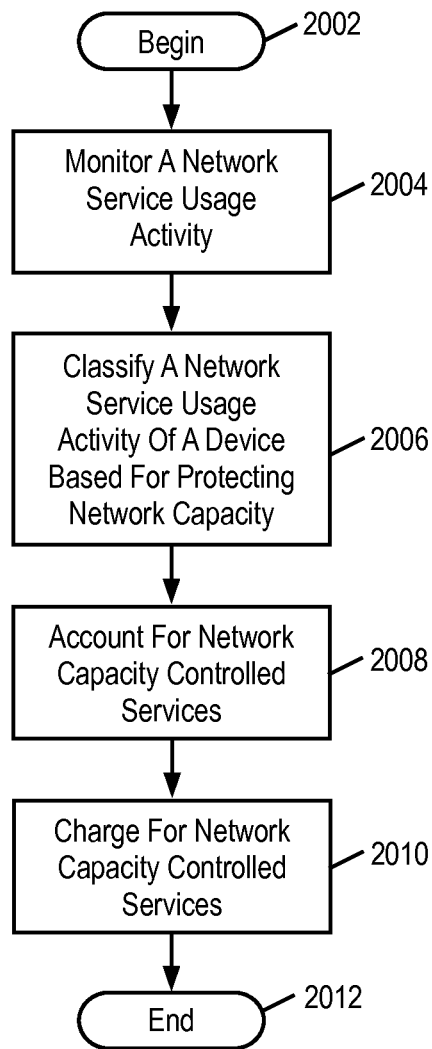 Begin
2002
Monitor A Network
Service Usage
Activity
2004
Classify A Network
Service Usage
Activity Of A Device
Based For Protecting
Network Capacity
2006
Account For Network
Capacity Controlled
Services
2008
Charge For Network
Capacity Controlled
Services
2010
End
2012